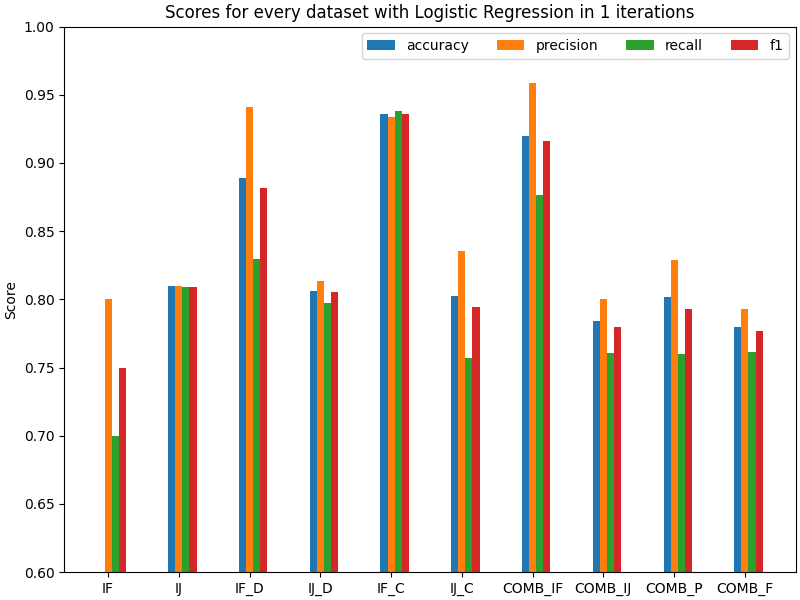 Scores for every dataset with Logistic Regression in 1 iterations
accuracy precision recall f1
Score
1.00
0.95
0.90
0.85
0.80
0.75
0.70
0.65
0.60
IF IJ IF_D IJ_D IF_C IJ_C COMB_IF COMB_IJ COMB_P COMB_F